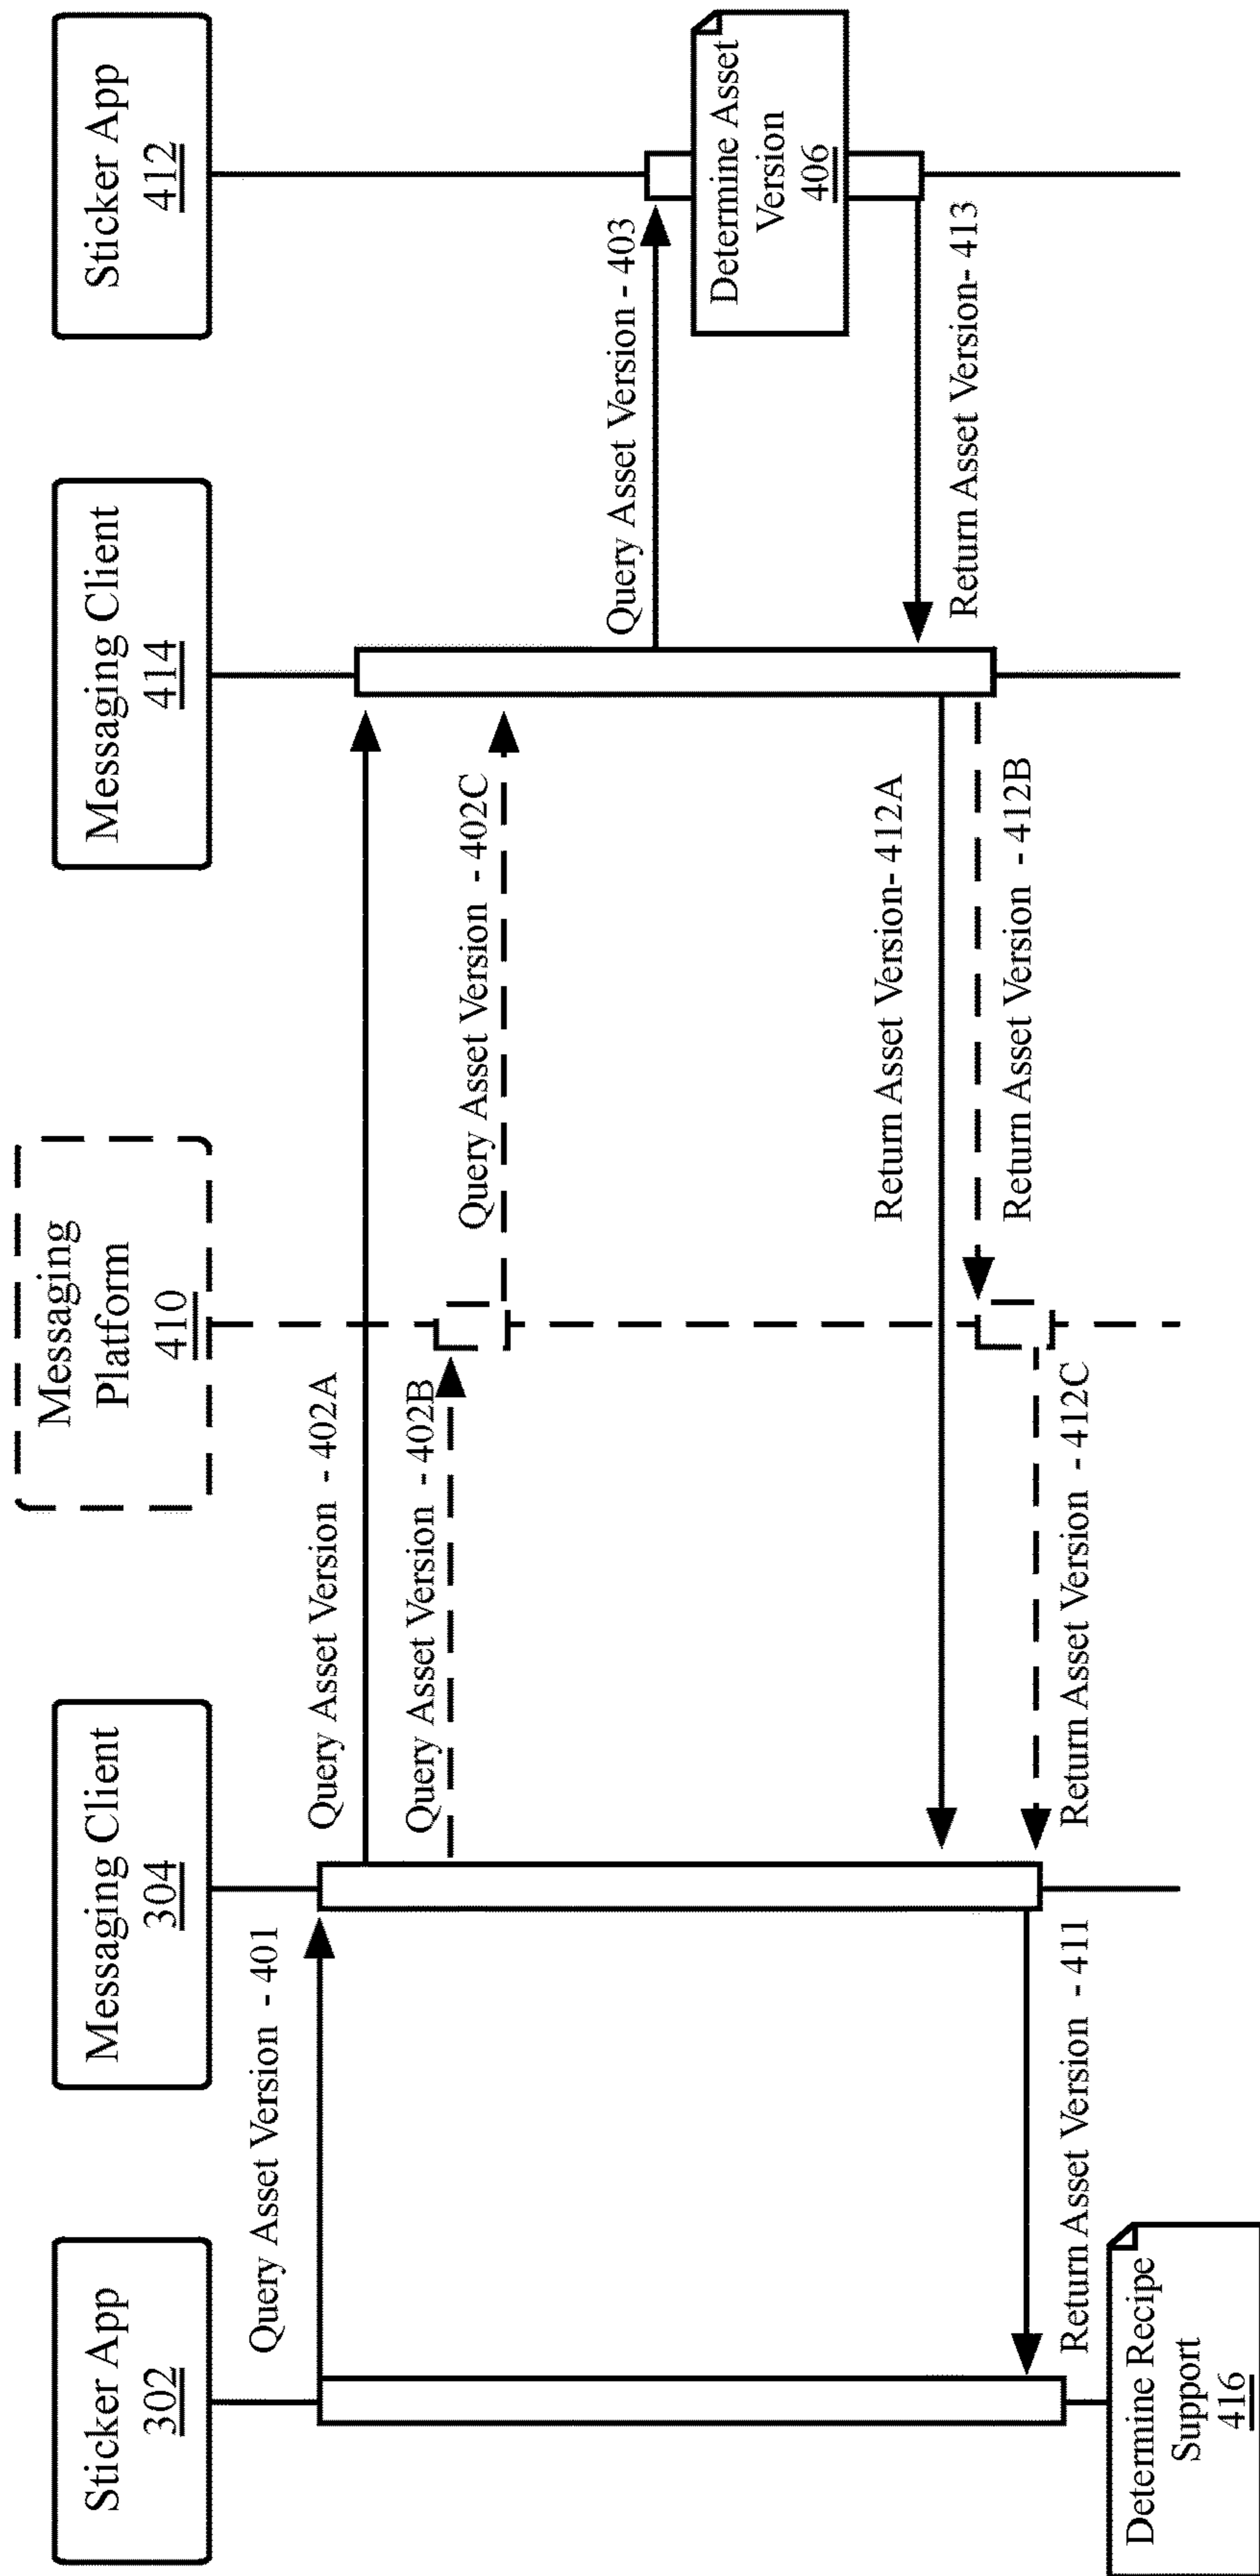 Sticker App
302
Messaging Client
304
Messaging
Platform
410
Messaging Client
414
Sticker App
412
Query Asset Version - 401
Query Asset Version - 402A
Query Asset Version - 402B
Query Asset Version - 402C
Query Asset Version - 403
Determine Asset
Version
406
Return Asset Version- 413
Return Asset Version- 412A
Return Asset Version - 412B
Return Asset Version - 412C
Return Asset Version - 411
Determine Recipe
Support
416